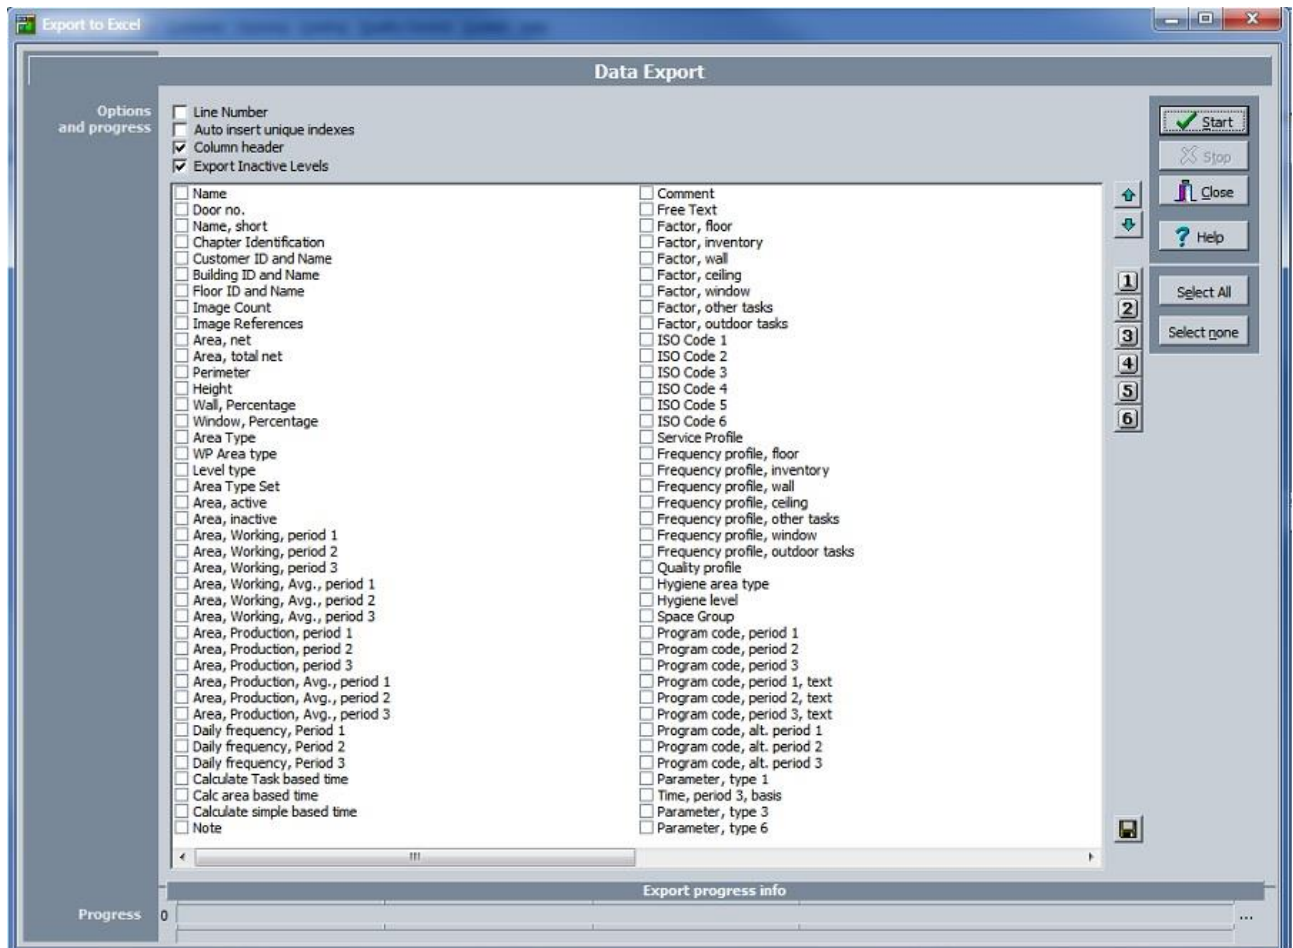 Export to Excel
Data Export
Options
and progress
Line Number
Auto insert unique indexes
Column header
Export Inactive Levels
Name
Door no.
Name, short
Chapter Identification
Customer ID and Name
Building ID and Name
Floor ID and Name
Image Count
Image References
Area, net
Area, total net
Perimeter
Height
Wall, Percentage
Window, Percentage
Area Type
WP Area type
Level type
Area Type Set
Area, active
Area, inactive
Area, Working, period 1
Area, Working, period 2
Area, Working, period 3
Area, Working, Avg., period 1
Area, Working, Avg., period 2
Area, Working, Avg., period 3
Area, Production, period 1
Area, Production, period 2
Area, Production, period 3
Area, Production, Avg., period 1
Area, Production, Avg., period 2
Area, Production, Avg., period 3
Daily frequency, Period 1
Daily frequency, Period 2
Daily frequency, Period 3
Calculate Task based time
Calc area based time
Calculate simple based time
Note
Comment
Free Text
Factor, floor
Factor, inventory
Factor, wall
Factor, ceiling
Factor, window
Factor, other tasks
Factor, outdoor tasks
ISO Code 1
ISO Code 2
ISO Code 3
ISO Code 4
ISO Code 5
ISO Code 6
Service Profile
Frequency profile, floor
Frequency profile, inventory
Frequency profile, wall
Frequency profile, ceiling
Frequency profile, other tasks
Frequency profile, window
Frequency profile, outdoor tasks
Quality profile
Hygiene area type
Hygiene level
Space Group
Program code, period 1
Program code, period 2
Program code, period 3
Program code, period 1, text
Program code, period 2, text
Program code, period 3, text
Program code, alt. period 1
Program code, alt. period 2
Program code, alt. period 3
Parameter, type 1
Time, period 3, basis
Parameter, type 3
Parameter, type 6
1
2
3
4
5
6
Start
Stop
Close
? Help
Select All
Select none
Export progress info
Progress
0
...